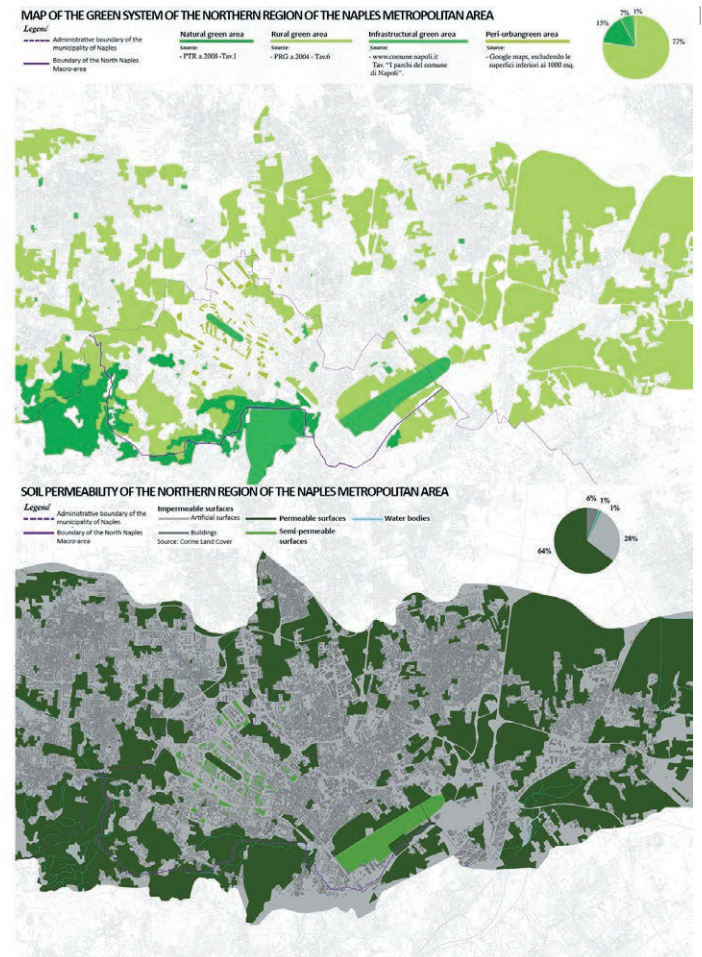 MAP OF THE GREEN SYSTEM OF THE NORTHERN REGION OF THE NAPLES METROPOLITAN AREA
Legend
Administrative boundary of the
municipality of Naples
Boundary of the North Naples
Macro-area
Natural green area
Source:
- PTR a.2008 -Tav.1
Rural green area
Source:
- PRG a.2004 - Tav.6
Infrastructural green area
Source:
- www.comune.napoli.it
Tav. "I parchi del comune
di Napoli".
Peri-urbangreen area
Source:
- Google maps, excludendo le
superfici inferiori ai 1000 mq.
15%
7%
1%
77%
SOIL PERMEABILITY OF THE NORTHERN REGION OF THE NAPLES METROPOLITAN AREA
Legend
Administrative boundary of the
municipality of Naples
Boundary of the North Naples
Macro-area
Impermeable surfaces
Artificial surfaces
Buildings
Source: Corine Land Cover
Permeable surfaces
Semi-permeable
surfaces
Water bodies
6%
1%
1%
28%
64%